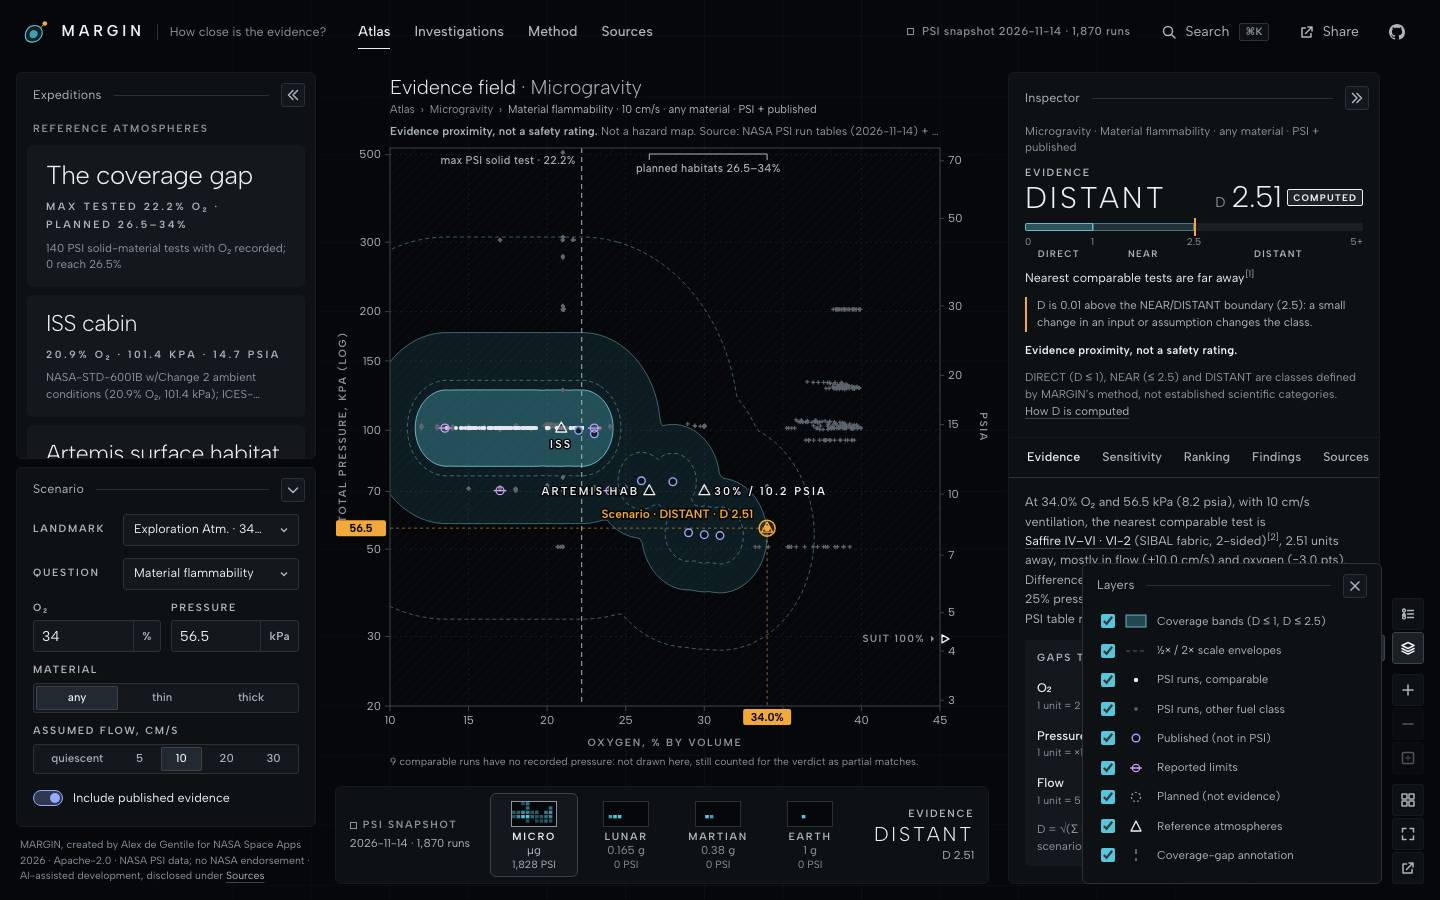 MARGIN
How close is the evidence?
Atlas
Investigations
Method
Sources
PSI snapshot 2026-11-14 · 1,870 runs
Search ⌘K
Share
Expeditions
REFERENCE ATMOSPHERES
The coverage gap
MAX TESTED 22.2% O₂ ·
PLANNED 26.5–34%
140 PSI solid-material tests with O₂ recorded;
0 reach 26.5%
ISS cabin
20.9% O₂ · 101.4 KPA · 14.7 PSIA
NASA-STD-6001B w/Change 2 ambient
conditions (20.9% O₂, 101.4 kPa); ICES-…
Artemis surface habitat
Scenario
LANDMARK
Exploration Atm. · 34…
QUESTION
Material flammability
O₂
PRESSURE
34 %
56.5 kPa
MATERIAL
any
thin
thick
ASSUMED FLOW, CM/S
quiescent
5
10
20
30
Include published evidence
MARGIN, created by Alex de Gentile for NASA Space Apps
2026 · Apache-2.0 · NASA PSI data; no NASA endorsement ·
AI-assisted development, disclosed under Sources
Evidence field · Microgravity
Atlas › Microgravity › Material flammability · 10 cm/s · any material · PSI + published
Evidence proximity, not a safety rating. Not a hazard map. Source: NASA PSI run tables (2026-11-14) + …
max PSI solid test · 22.2%
planned habitats 26.5–34%
500
300
200
150
100
70
56.5
50
30
20
TOTAL PRESSURE, KPA (LOG)
70
50
30
20
15
10
7
5
4
3
PSIA
ISS
ARTEMIS HAB
30% / 10.2 PSIA
Scenario · DISTANT · D 2.51
SUIT 100%
10
15
20
25
30
34.0%
40
45
OXYGEN, % BY VOLUME
9 comparable runs have no recorded pressure: not drawn here, still counted for the verdict as partial matches.
PSI SNAPSHOT
2026-11-14 · 1,870 runs
MICRO
µg
1,828 PSI
LUNAR
0.165 g
0 PSI
MARTIAN
0.38 g
0 PSI
EARTH
1 g
0 PSI
EVIDENCE
DISTANT
D 2.51
Inspector
Microgravity · Material flammability · any material · PSI +
published
EVIDENCE
DISTANT
D 2.51 COMPUTED
0
1
2.5
5+
DIRECT
NEAR
DISTANT
Nearest comparable tests are far away[1]
D is 0.01 above the NEAR/DISTANT boundary (2.5): a small
change in an input or assumption changes the class.
Evidence proximity, not a safety rating.
DIRECT (D ≤ 1), NEAR (≤ 2.5) and DISTANT are classes defined
by MARGIN's method, not established scientific categories.
How D is computed
Evidence
Sensitivity
Ranking
Findings
Sources
At 34.0% O₂ and 56.5 kPa (8.2 psia), with 10 cm/s
ventilation, the nearest comparable test is
Saffire IV–VI · VI-2 (SIBAL fabric, 2-sided)[2], 2.51 units
away, mostly in flow (+10.0 cm/s) and oxygen (−3.0 pts)
Difference
25% press
PSI table r
GAPS T
O₂
1 unit = 2
Pressure
1 unit = ×1
Flow
1 unit = 5
D = √(Σ
scenario
Layers
Coverage bands (D ≤ 1, D ≤ 2.5)
½× / 2× scale envelopes
PSI runs, comparable
PSI runs, other fuel class
Published (not in PSI)
Reported limits
Planned (not evidence)
Reference atmospheres
Coverage-gap annotation